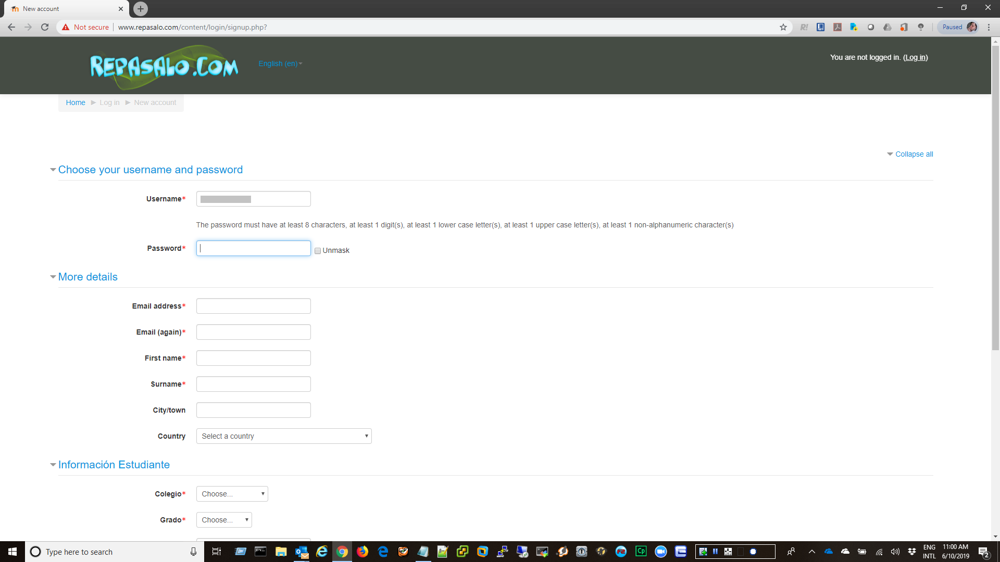 New account
Not secure
www.repasalo.com/content/login/signup.php?
R!
Paused
REPASALO.COM
English (en)
You are not logged in. (Log in)
Home ► Log in ► New account
Collapse all
Choose your username and password
Username*
The password must have at least 8 characters, at least 1 digit(s), at least 1 lower case letter(s), at least 1 upper case letter(s), at least 1 non-alphanumeric character(s)
Password*
Unmask
More details
Email address*
Email (again)*
First name*
Surname*
City/town
Country Select a country
Información Estudiante
Colegio* Choose...
Grado* Choose...
Type here to search
Cp
ENG
INTL
11:00 AM
6/10/2019
2